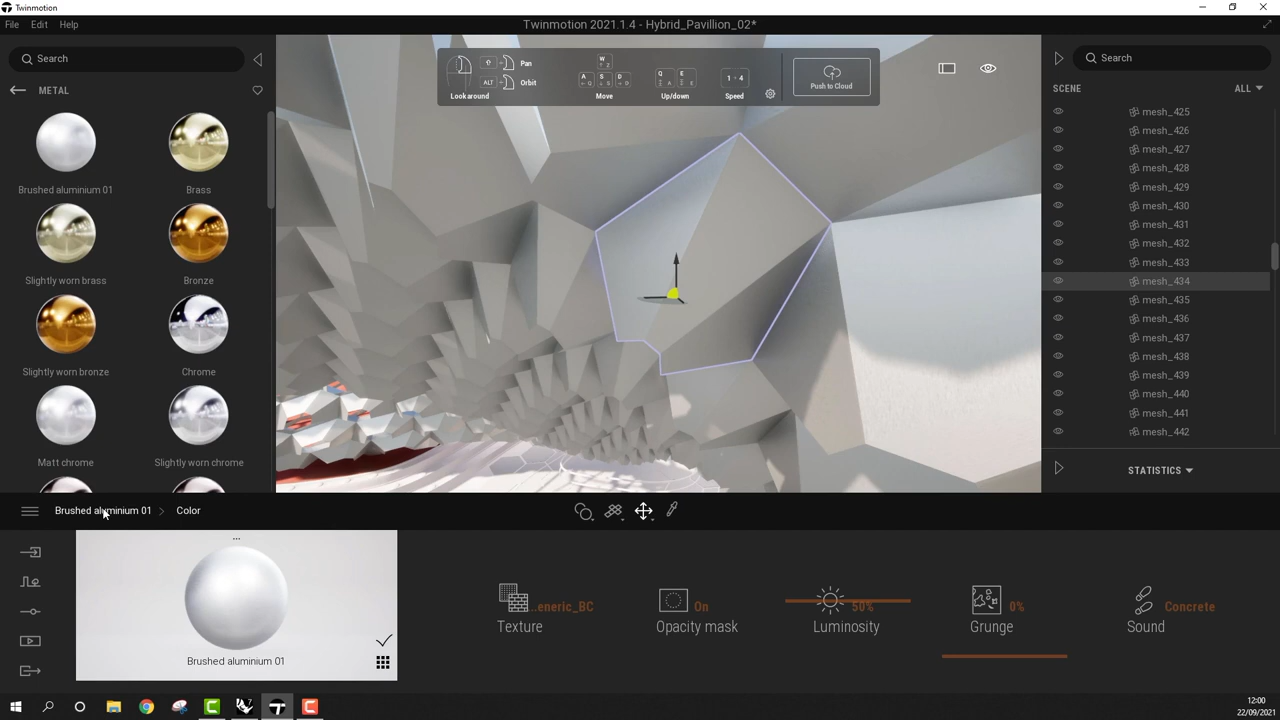 Twinmotion
File Edit Help
Twinmotion 2021.1.4 - Hybrid_Pavillion_02*
Search
METAL
Brushed aluminium 01
Brass
Slightly worn brass
Bronze
Slightly worn bronze
Chrome
Matt chrome
Slightly worn chrome
Look around
ALT
Pan
Orbit
W
Z
A S D
Q S D
Move
Q E
A E
Up/down
1 - 4
Speed
Push to Cloud
Search
SCENE
ALL
mesh_425
mesh_426
mesh_427
mesh_428
mesh_429
mesh_430
mesh_431
mesh_432
mesh_433
mesh_434
mesh_435
mesh_436
mesh_437
mesh_438
mesh_439
mesh_440
mesh_441
mesh_442
STATISTICS
Brushed aluminium 01 > Color
...
Brushed aluminium 01
..eneric_BC
Texture
On
Opacity mask
50%
Luminosity
0%
Grunge
Concrete
Sound
12:00
22/09/2021